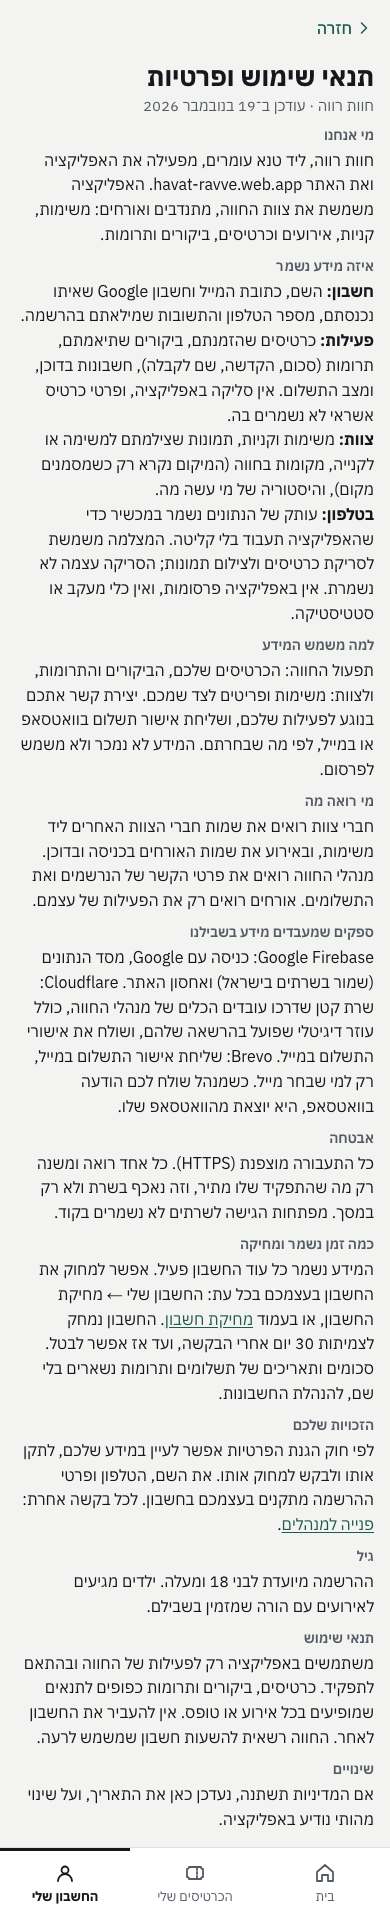 חזרה
תנאי שימוש ופרטיות
חוות רווה · עודכן ב־19 בנובמבר 2026
מי אנחנו
חוות רווה, ליד טנא עומרים, מפעילה את האפליקציה
ואת האתר havat-ravve.web.app. האפליקציה
משמשת את צוות החווה, מתנדבים ואורחים: משימות,
קניות, אירועים וכרטיסים, ביקורים ותרומות.
איזה מידע נשמר
חשבון: השם, כתובת המייל וחשבון Google שאיתו
נכנסתם, מספר הטלפון והתשובות שמילאתם בהרשמה.
פעילות: כרטיסים שהזמנתם, ביקורים שתיאמתם,
תרומות (סכום, הקדשה, שם לקבלה), חשבונות בדוכן,
ומצב התשלום. אין סליקה באפליקציה, ופרטי כרטיס
אשראי לא נשמרים בה.
צוות: משימות וקניות, תמונות שצילמתם למשימה או
לקנייה, מקומות בחווה (המיקום נקרא רק כשמסמנים
מקום), והיסטוריה של מי עשה מה.
בטלפון: עותק של הנתונים נשמר במכשיר כדי
שהאפליקציה תעבוד בלי קליטה. המצלמה משמשת
לסריקת כרטיסים ולצילום תמונות; הסריקה עצמה לא
נשמרת. אין באפליקציה פרסומות, ואין כלי מעקב או
סטטיסטיקה.
למה משמש המידע
תפעול החווה: הכרטיסים שלכם, הביקורים והתרומות,
ולצוות: משימות ופריטים לצד שמכם. יצירת קשר אתכם
בנוגע לפעילות שלכם, ושליחת אישור תשלום בוואטסאפ
או במייל, לפי מה שבחרתם. המידע לא נמכר ולא משמש
לפרסום.
מי רואה מה
חברי צוות רואים את שמות חברי הצוות האחרים ליד
משימות, ובאירוע את שמות האורחים בכניסה ובדוכן.
מנהלי החווה רואים את פרטי הקשר של הנרשמים ואת
התשלומים. אורחים רואים רק את הפעילות של עצמם.
ספקים שמעבדים מידע בשבילנו
Google Firebase: כניסה עם Google, מסד הנתונים
(שמור בשרתים בישראל) ואחסון האתר. Cloudflare:
שרת קטן שדרכו עובדים הכלים של מנהלי החווה, כולל
עוזר דיגיטלי שפועל בהרשאה שלהם, ושולח את אישורי
התשלום במייל. Brevo: שליחת אישור התשלום במייל,
רק למי שבחר מייל. כשמנהל שולח לכם הודעה
בוואטסאפ, היא יוצאת מהוואטסאפ שלו.
אבטחה
כל התעבורה מוצפנת (HTTPS). כל אחד רואה ומשנה
רק מה שהתפקיד שלו מתיר, וזה נאכף בשרת ולא רק
במסך. מפתחות הגישה לשרתים לא נשמרים בקוד.
כמה זמן נשמר ומחיקה
המידע נשמר כל עוד החשבון פעיל. אפשר למחוק את
החשבון בעצמכם בכל עת: החשבון שלי ← מחיקת
החשבון, או בעמוד מחיקת חשבון. החשבון נמחק
לצמיתות 30 יום אחרי הבקשה, ועד אז אפשר לבטל.
סכומים ותאריכים של תשלומים ותרומות נשארים בלי
שם, להנהלת החשבונות.
הזכויות שלכם
לפי חוק הגנת הפרטיות אפשר לעיין במידע שלכם, לתקן
אותו ולבקש למחוק אותו. את השם, הטלפון ופרטי
ההרשמה מתקנים בעצמכם בחשבון. לכל בקשה אחרת:
פנייה למנהלים.
גיל
ההרשמה מיועדת לבני 18 ומעלה. ילדים מגיעים
לאירועים עם הורה שמזמין בשבילם.
תנאי שימוש
משתמשים באפליקציה רק לפעילות של החווה ובהתאם
לתפקיד. כרטיסים, ביקורים ותרומות כפופים לתנאים
שמופיעים בכל אירוע או טופס. אין להעביר את החשבון
לאחר. החווה רשאית להשעות חשבון שמשמש לרעה.
שינויים
אם המדיניות תשתנה, נעדכן כאן את התאריך, ועל שינוי
מהותי נודיע באפליקציה.
בית
הכרטיסים שלי
החשבון שלי